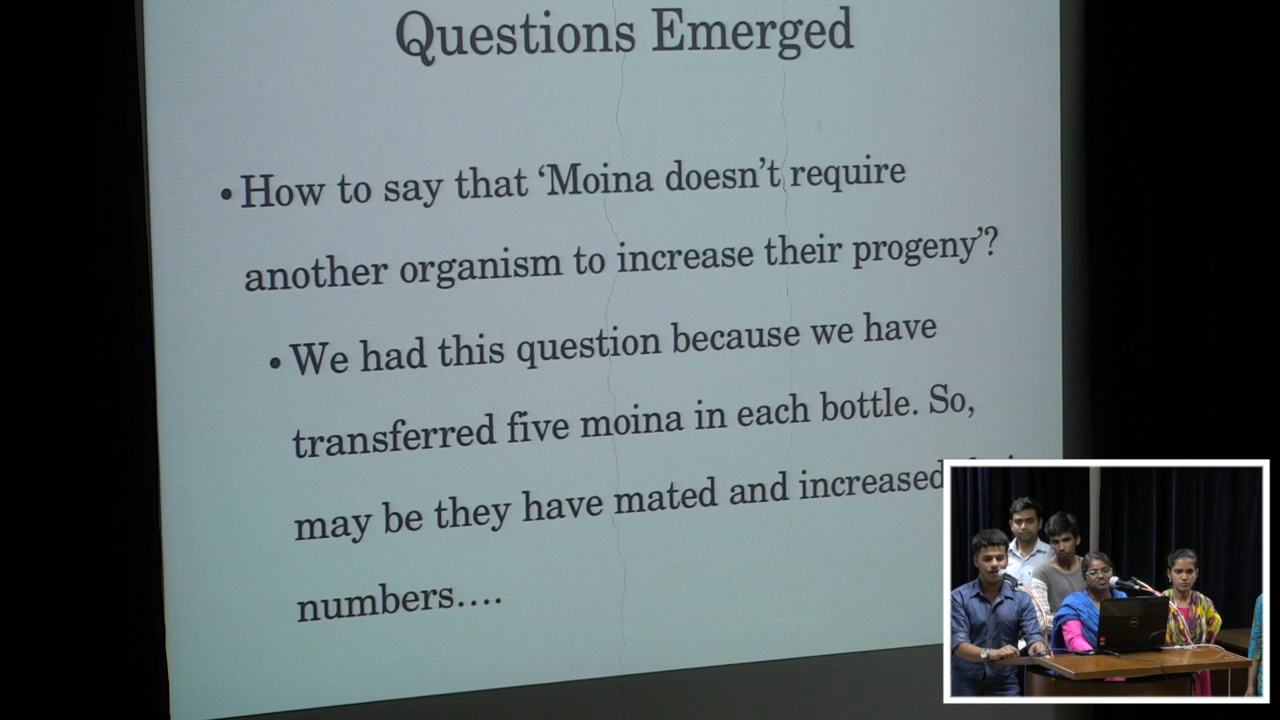 Questions Emerged
• How to say that ‘Moina doesn’t require
another organism to increase their progeny’?
• We had this question because we have
transferred five moina in each bottle. So,
may be they have mated and increased
numbers....